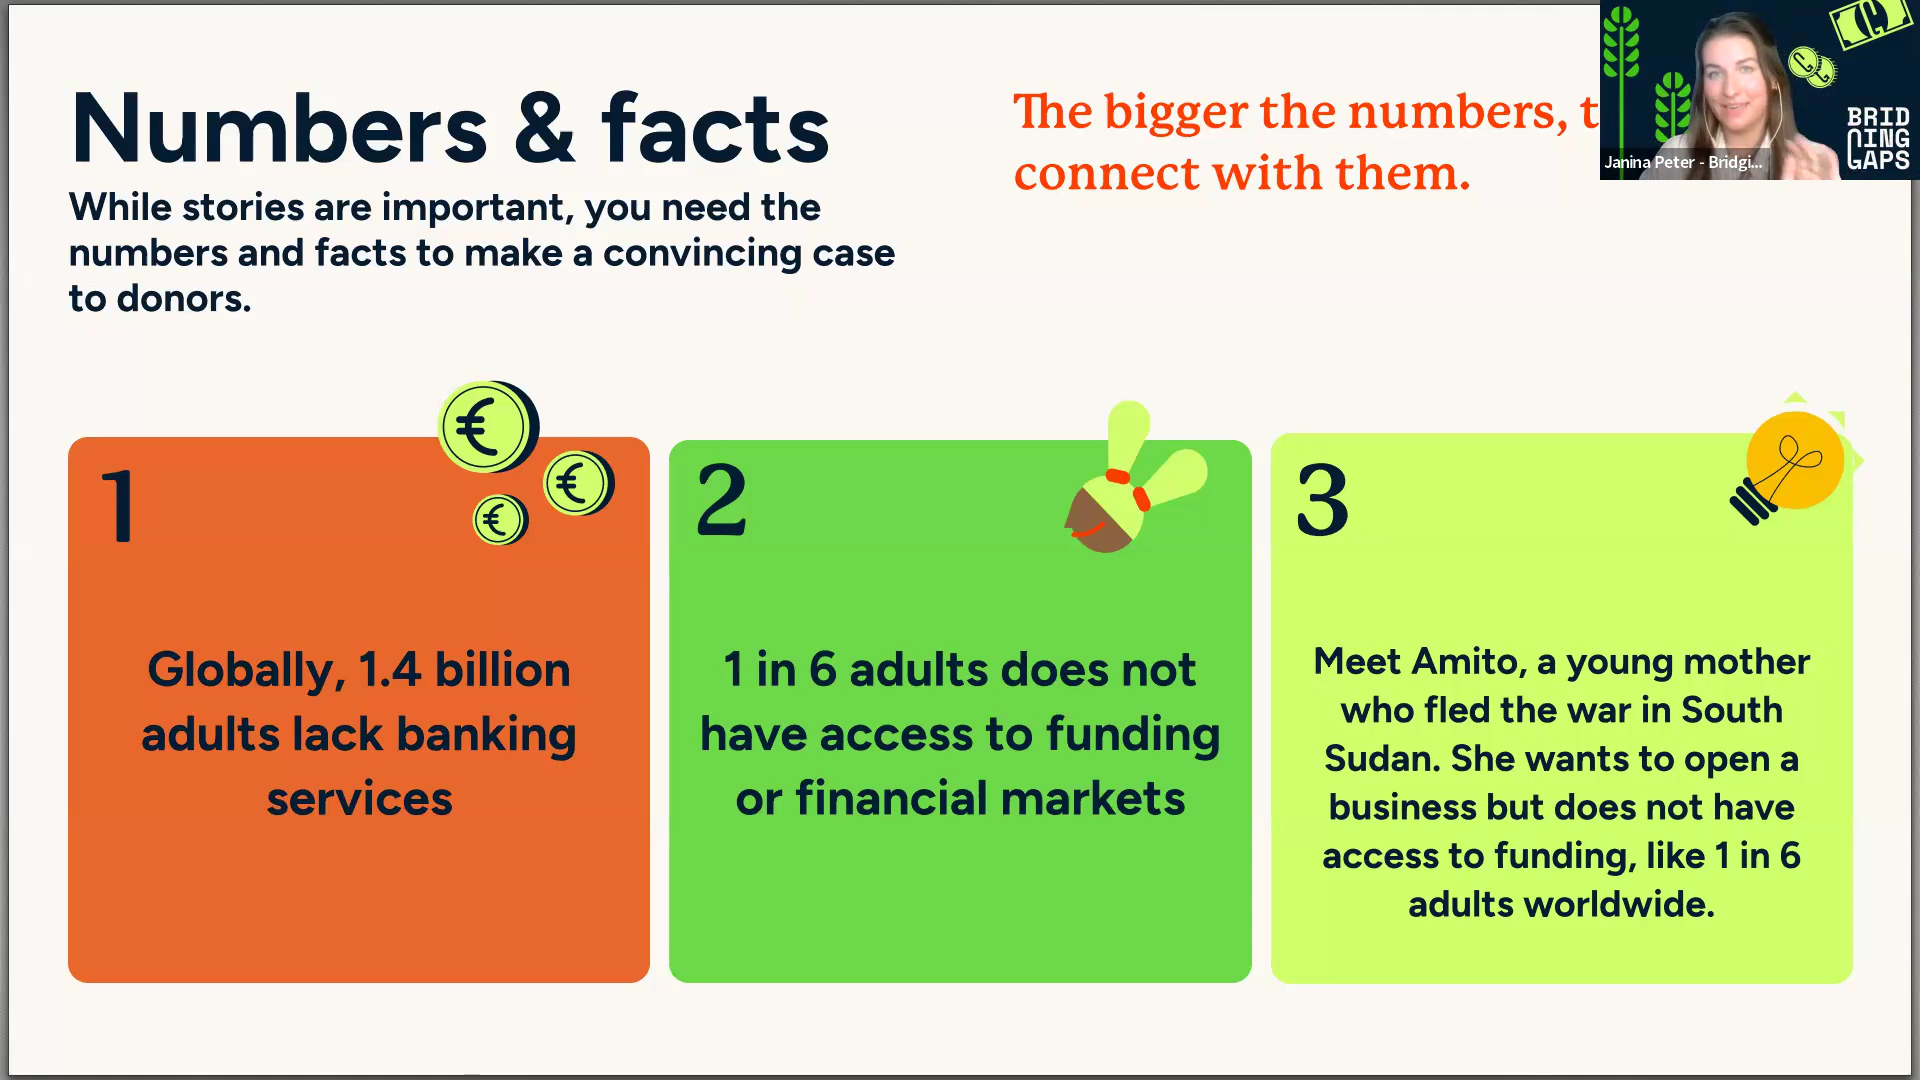 Numbers & facts
While stories are important, you need the
numbers and facts to make a convincing case
to donors.
The bigger the numbers,
connect with them.
Janina Peter - Bridgi...
BRID
GING
GAPS
1
Globally, 1.4 billion
adults lack banking
services
2
1 in 6 adults does not
have access to funding
or financial markets
3
Meet Amito, a young mother
who fled the war in South
Sudan. She wants to open a
business but does not have
access to funding, like 1 in 6
adults worldwide.